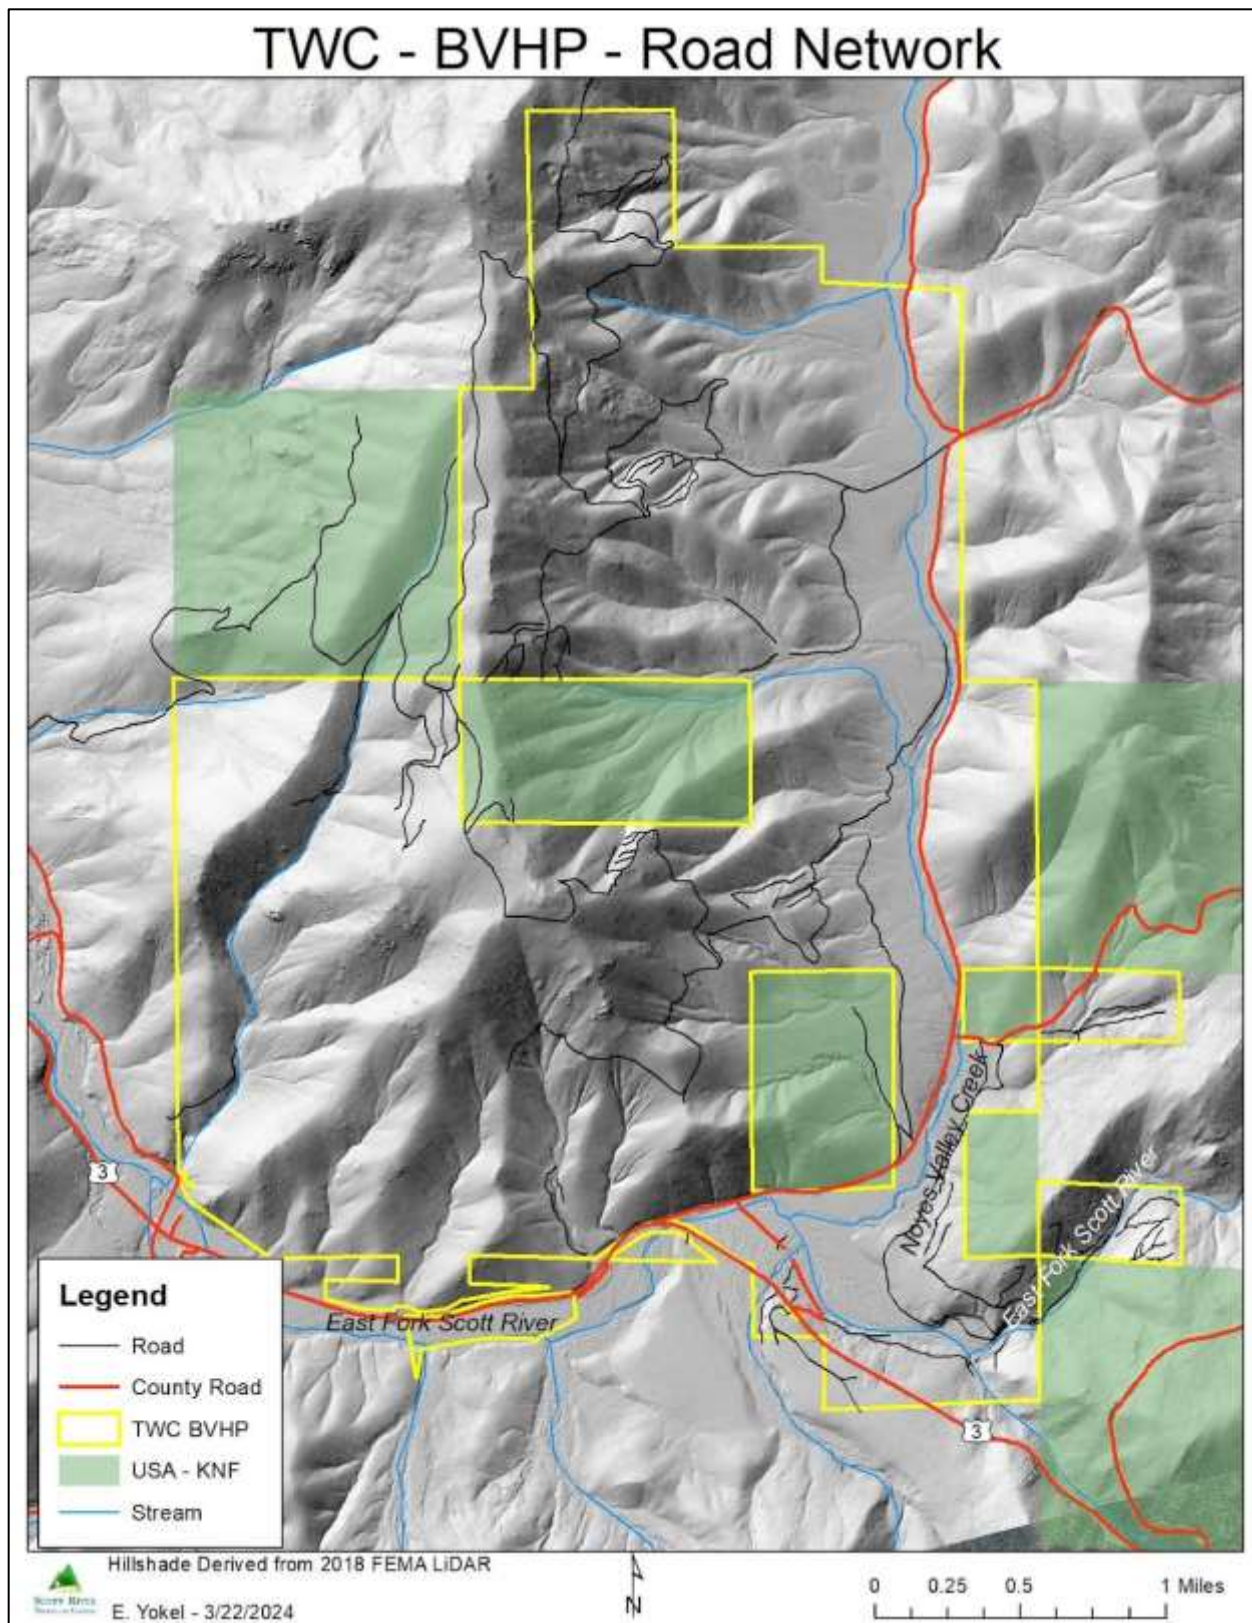 TWC - BVHP - Road Network
Noyes Valley Creek
East Fork Scott River
3
East Fork Scott River
3
Legend
Road
County Road
TWC BVHP
USA - KNF
Stream
Hillshade Derived from 2018 FEMA LiDAR
SCOTT RIVER
E. Yokel - 3/22/2024
N
0 0.25 0.5 1 Miles